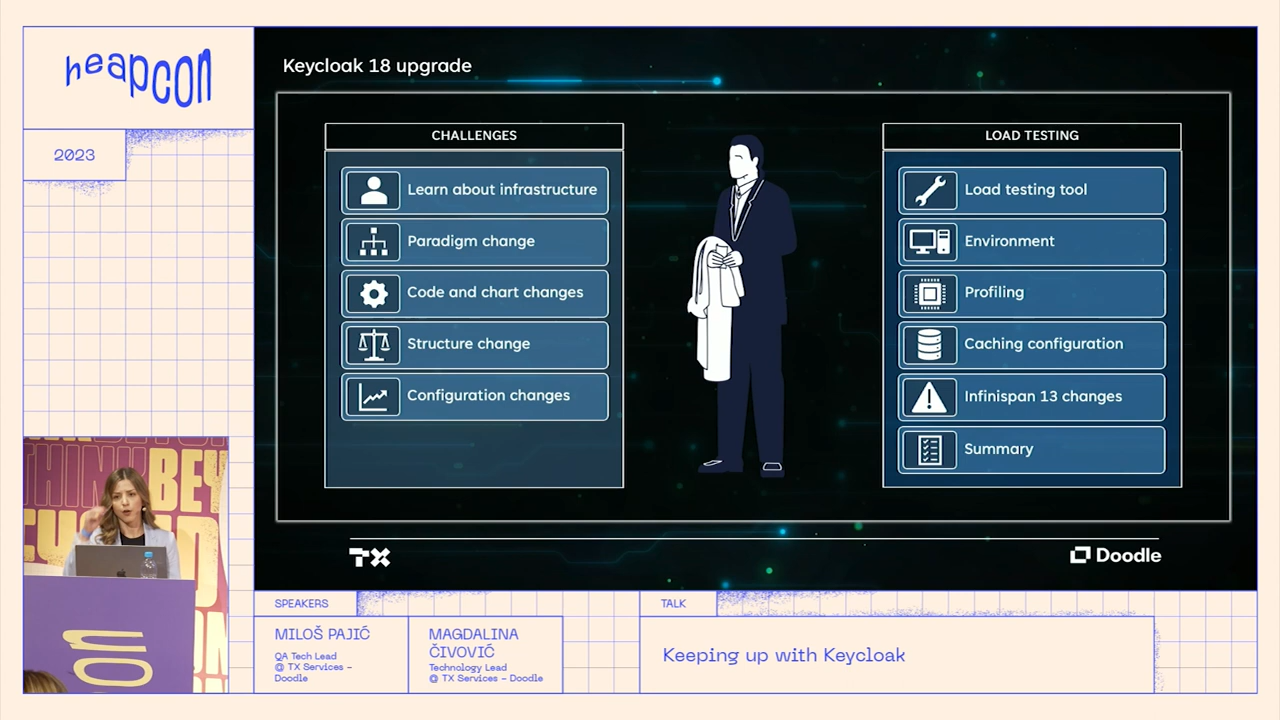 heapcon
2023
Keycloak 18 upgrade
CHALLENGES
Learn about infrastructure
Paradigm change
Code and chart changes
Structure change
Configuration changes
LOAD TESTING
Load testing tool
Environment
Profiling
Caching configuration
Infinispan 13 changes
Summary
TX
Doodle
THINK BEY
SPEAKERS
MILOŠ PAJIĆ
QA Tech Lead
@ TX Services –
Doodle
MAGDALINA
ČIVOVIĆ
Technology Lead
@ TX Services – Doodle
TALK
Keeping up with Keycloak